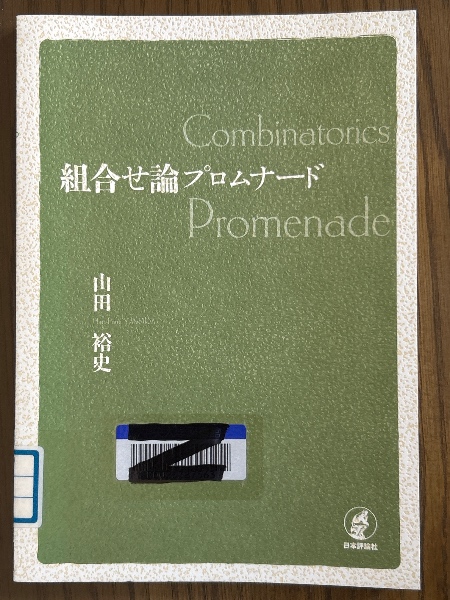 Combinatorics
組合せ論プロムナード
Promenade
山田
裕史
日本評論社